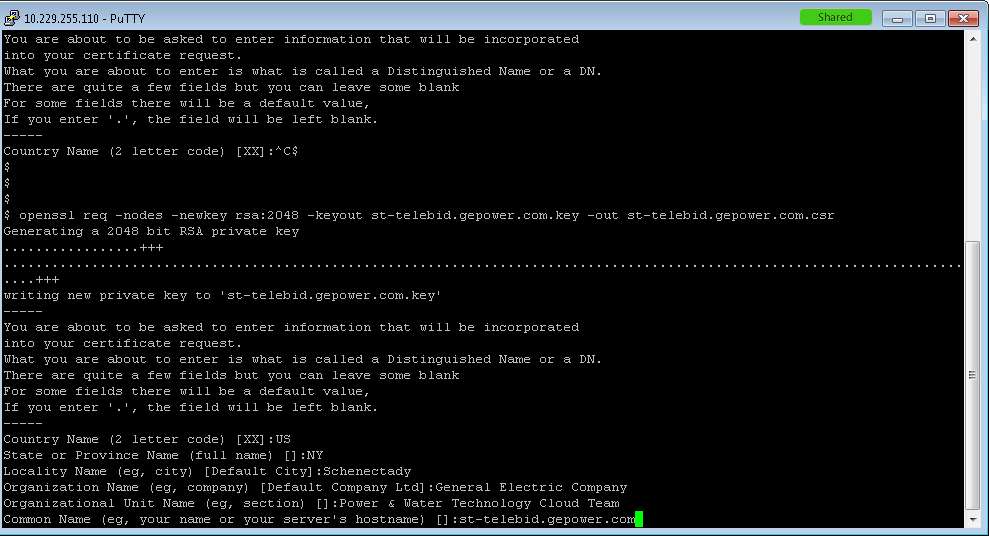 10.229.255.110 - PuTTY
Shared
You are about to be asked to enter information that will be incorporated
into your certificate request.
What you are about to enter is what is called a Distinguished Name or a DN.
There are quite a few fields but you can leave some blank
For some fields there will be a default value,
If you enter '.', the field will be left blank.
-----
Country Name (2 letter code) [XX]:^C$
$
$
$
$ openssl req -nodes -newkey rsa:2048 -keyout st-telebid.gepower.com.key -out st-telebid.gepower.com.csr
Generating a 2048 bit RSA private key
.................+++
........................................................................................................................
....+++
writing new private key to 'st-telebid.gepower.com.key'
-----
You are about to be asked to enter information that will be incorporated
into your certificate request.
What you are about to enter is what is called a Distinguished Name or a DN.
There are quite a few fields but you can leave some blank
For some fields there will be a default value,
If you enter '.', the field will be left blank.
-----
Country Name (2 letter code) [XX]:US
State or Province Name (full name) []:NY
Locality Name (eg, city) [Default City]:Schenectady
Organization Name (eg, company) [Default Company Ltd]:General Electric Company
Organizational Unit Name (eg, section) []:Power & Water Technology Cloud Team
Common Name (eg, your name or your server's hostname) []:st-telebid.gepower.com